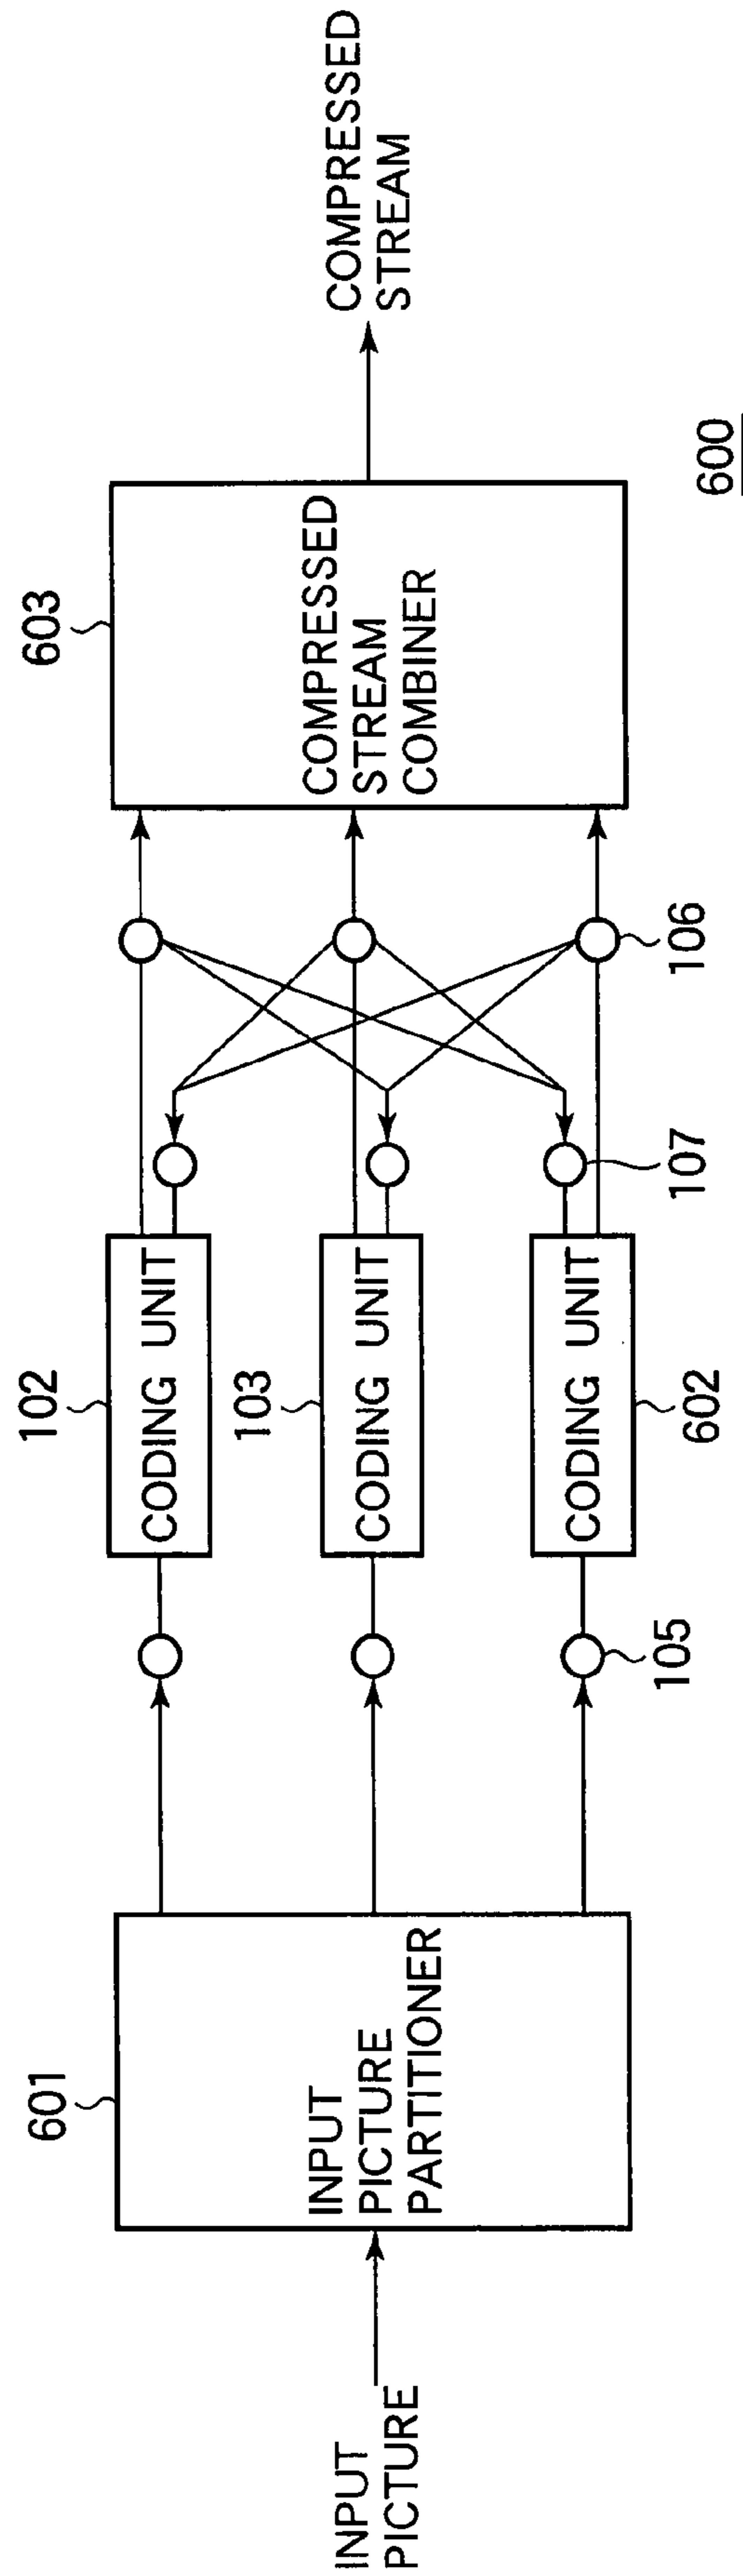 INPUT
PICTURE
601
INPUT
PICTURE
PARTITIONER
105
102
CODING UNIT
103
CODING UNIT
602
CODING UNIT
107
106
603
COMPRESSED
STREAM
COMBINER
COMPRESSED
STREAM
600